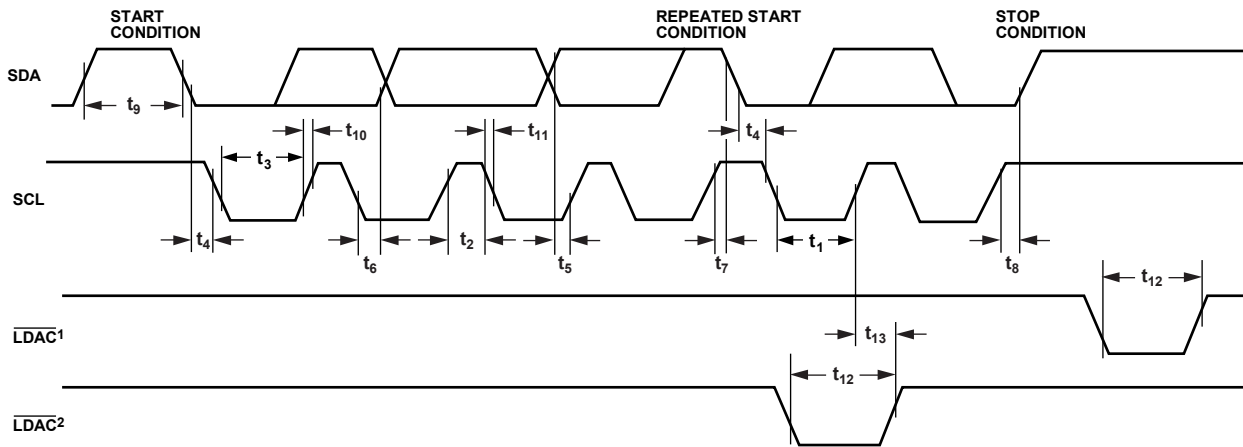 START
CONDITION
REPEATED START
CONDITION
STOP
CONDITION
SDA
t9
t4
t10
t11
t3
SCL
t4
t6
t2
t5
t7
t1
t8
t12
LDAC1
t13
t12
LDAC2